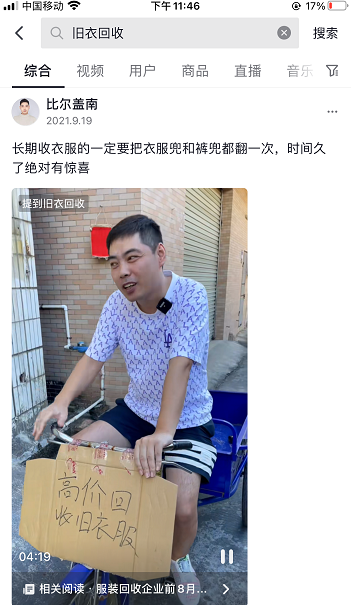 中国移动
下午 11:46
17%
旧衣回收
搜索
综合
视频
用户
商品
直播
音乐
比尔盖南
2021.9.19
长期收衣服的一定要把衣服兜和裤兜都翻一次，时间久
了绝对有惊喜
提到旧衣回收
LA
高价回
收旧衣服
04:19
相关阅读 · 服装回收企业前8月...